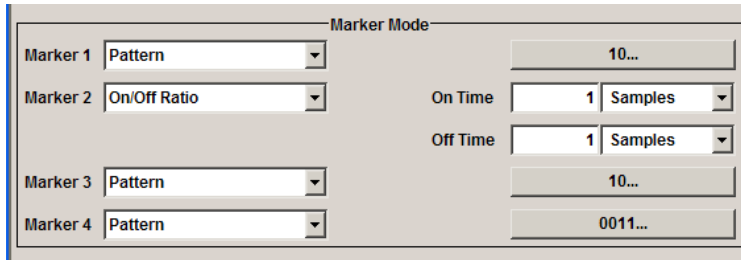 Marker Mode
Marker 1 Pattern 10...
Marker 2 On/Off Ratio On Time 1 Samples
Off Time 1 Samples
Marker 3 Pattern 10...
Marker 4 Pattern 0011...